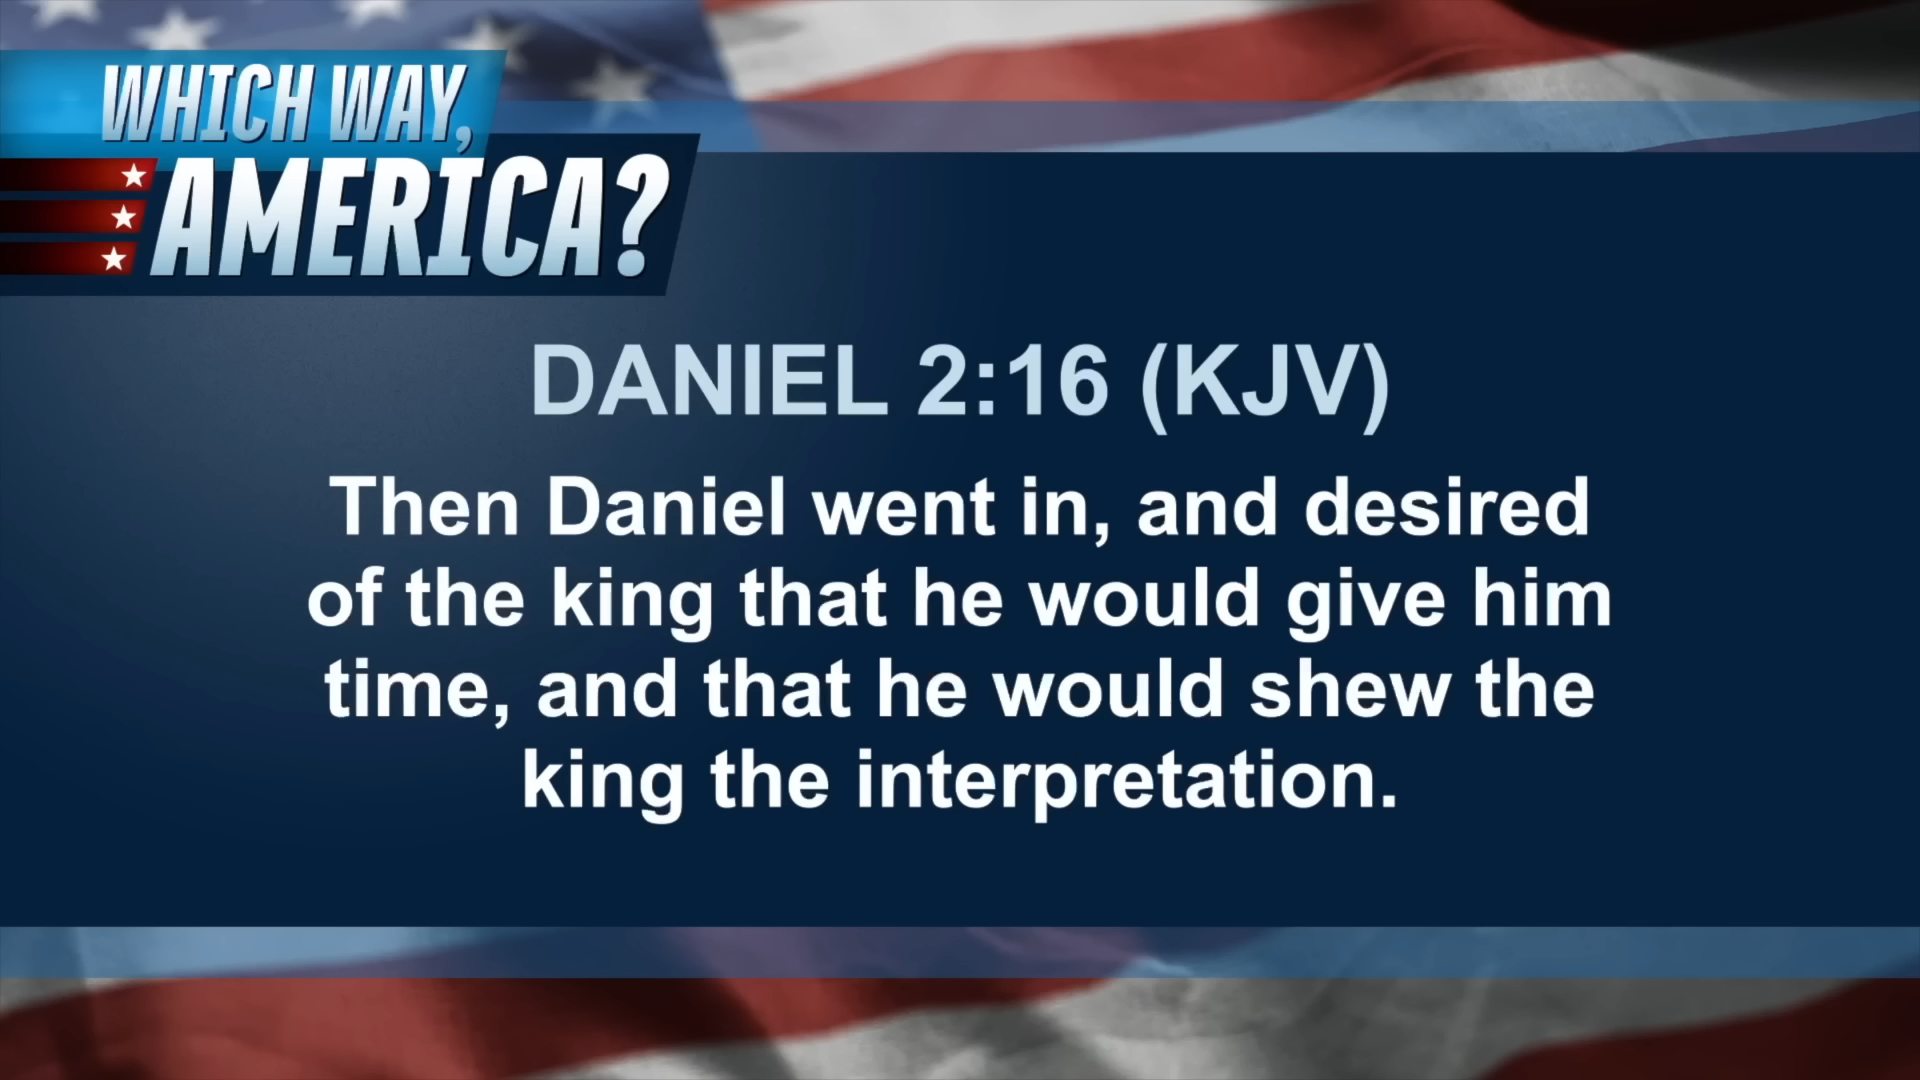 WHICH WAY,
AMERICA?
DANIEL 2:16 (KJV)
Then Daniel went in, and desired
of the king that he would give him
time, and that he would shew the
king the interpretation.